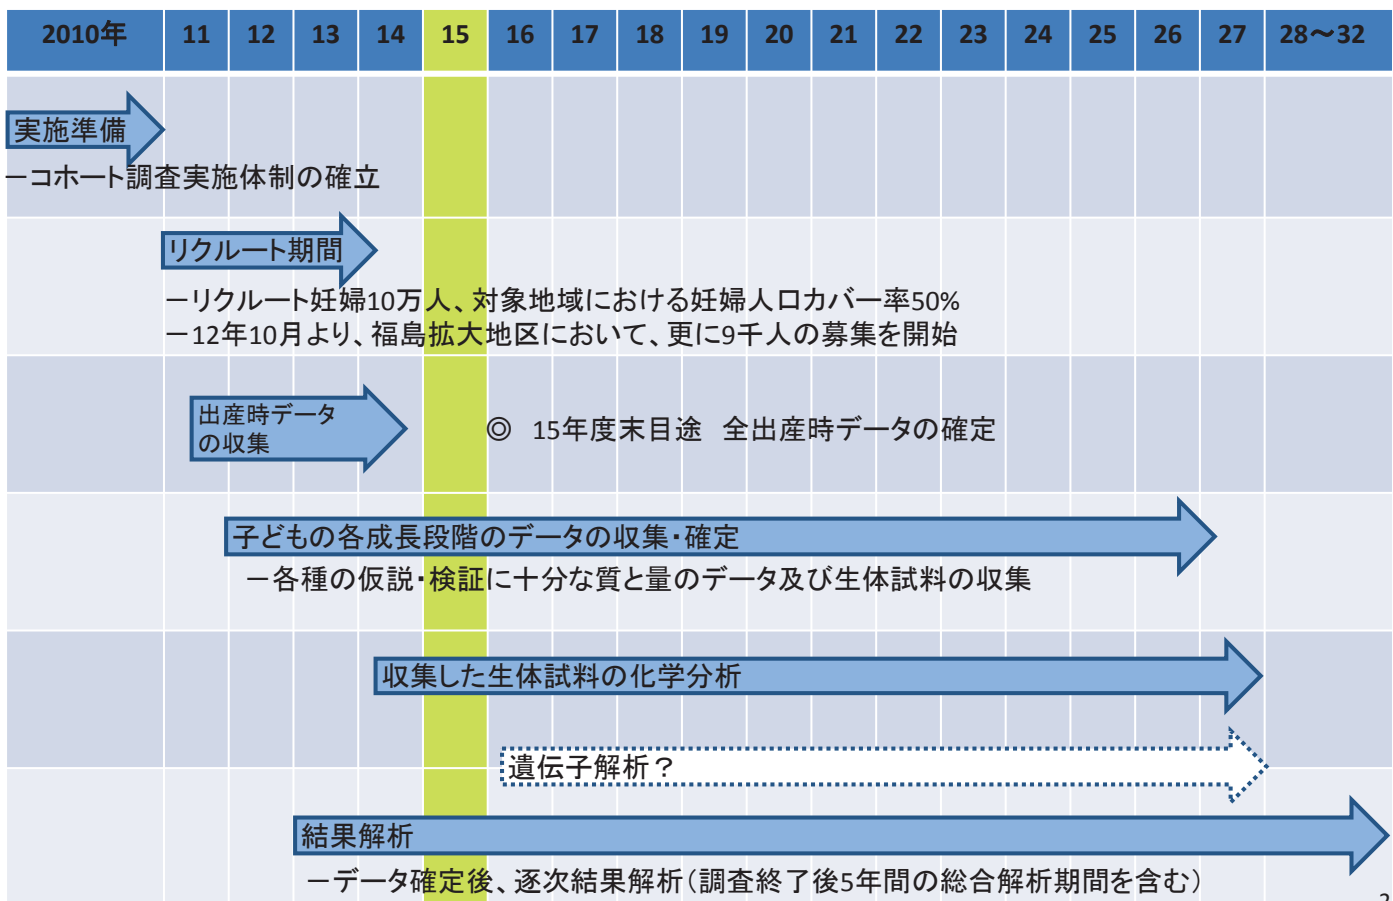 2010年 11 12 13 14 15 16 17 18 19 20 21 22 23 24 25 26 27 28～32
実施準備
－コホート調査実施体制の確立
リクルート期間
－リクルート妊婦10万人、対象地域における妊婦人口カバー率50%
－12年10月より、福島拡大地区において、更に9千人の募集を開始
出産時データ
の収集
◎ 15年度末目途 全出産時データの確定
子どもの各成長段階のデータの収集・確定
－各種の仮説・検証に十分な質と量のデータ及び生体試料の収集
収集した生体試料の化学分析
遺伝子解析？
結果解析
－データ確定後、逐次結果解析（調査終了後5年間の総合解析期間を含む）
2